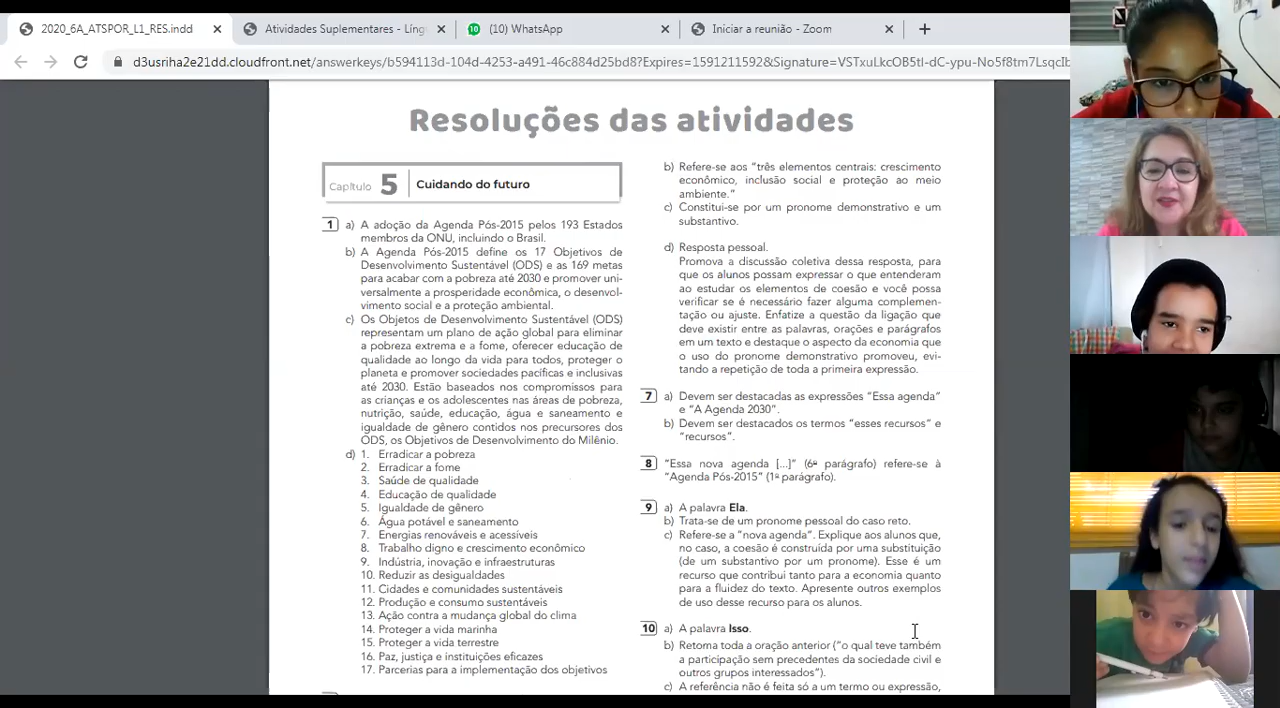 2020_6A_ATSPOR_L1_RES.indd
Atividades Suplementares - Líng
(10) WhatsApp
Iniciar a reunião - Zoom
d3usriha2e21dd.cloudfront.net/answerkeys/b594113d-104d-4253-a491-46c884d25bd8?Expires=1591211592&Signature=
Resoluções das atividades
Capítulo 5 Cuidando do futuro
1 a) A adoção da Agenda Pós-2015 pelos 193 Estados
membros da ONU, incluindo o Brasil.
b) A Agenda Pós-2015 define os 17 Objetivos de
Desenvolvimento Sustentável (ODS) e as 169 metas
para acabar com a pobreza até 2030 e promover uni-
versalmente a prosperidade econômica, o desenvol-
vimento social e a proteção ambiental.
c) Os Objetos de Desenvolvimento Sustentável (ODS)
representam um plano de ação global para eliminar
a pobreza extrema e a fome, oferecer educação de
qualidade ao longo da vida para todos, proteger o
planeta e promover sociedades pacíficas e inclusivas
até 2030. Estão baseados nos compromissos para
as crianças e os adolescentes nas áreas de pobreza,
nutrição, saúde, educação, água e saneamento e
igualdade de gênero contidos nos precursores dos
ODS, os Objetivos de Desenvolvimento do Milênio.
d) 1. Erradicar a pobreza
2. Erradicar a fome
3. Saúde de qualidade
4. Educação de qualidade
5. Igualdade de gênero
6. Água potável e saneamento
7. Energias renováveis e acessíveis
8. Trabalho digno e crescimento econômico
9. Indústria, inovação e infraestruturas
10. Reduzir as desigualdades
11. Cidades e comunidades sustentáveis
12. Produção e consumo sustentáveis
13. Ação contra a mudança global do clima
14. Proteger a vida marinha
15. Proteger a vida terrestre
16. Paz, justiça e instituições eficazes
17. Parcerias para a implementação dos objetivos
b) Refere-se aos “três elementos centrais: crescimento
econômico, inclusão social e proteção ao meio
ambiente.”
c) Constitui-se por um pronome demonstrativo e um
substantivo.
d) Resposta pessoal.
Promova a discussão coletiva dessa resposta, para
que os alunos possam expressar o que entenderam
ao estudar os elementos de coesão e você possa
verificar se é necessário fazer alguma complemen-
tação ou ajuste. Enfatize a questão da ligação que
deve existir entre as palavras, orações e parágrafos
em um texto e destaque o aspecto da economia que
o uso do pronome demonstrativo promoveu, evi-
tando a repetição de toda a primeira expressão.
7 a) Devem ser destacadas as expressões “Essa agenda”
e “A Agenda 2030”.
b) Devem ser destacados os termos “esses recursos” e
“recursos”.
8 “Essa nova agenda [...]” (6º parágrafo) refere-se à
“Agenda Pós-2015” (1º parágrafo).
9 a) A palavra Ela.
b) Trata-se de um pronome pessoal do caso reto.
c) Refere-se a “nova agenda”. Explique aos alunos que,
no caso, a coesão é construída por uma substituição
(de um substantivo por um pronome). Esse é um
recurso que contribui tanto para a economia quanto
para a fluidez do texto. Apresente outros exemplos
de uso desse recurso para os alunos.
10 a) A palavra Isso.
b) Retoma toda a oração anterior (“o qual teve também
a participação sem precedentes da sociedade civil e
outros grupos interessados”).
c) A referência não é feita só a um termo ou expressão,